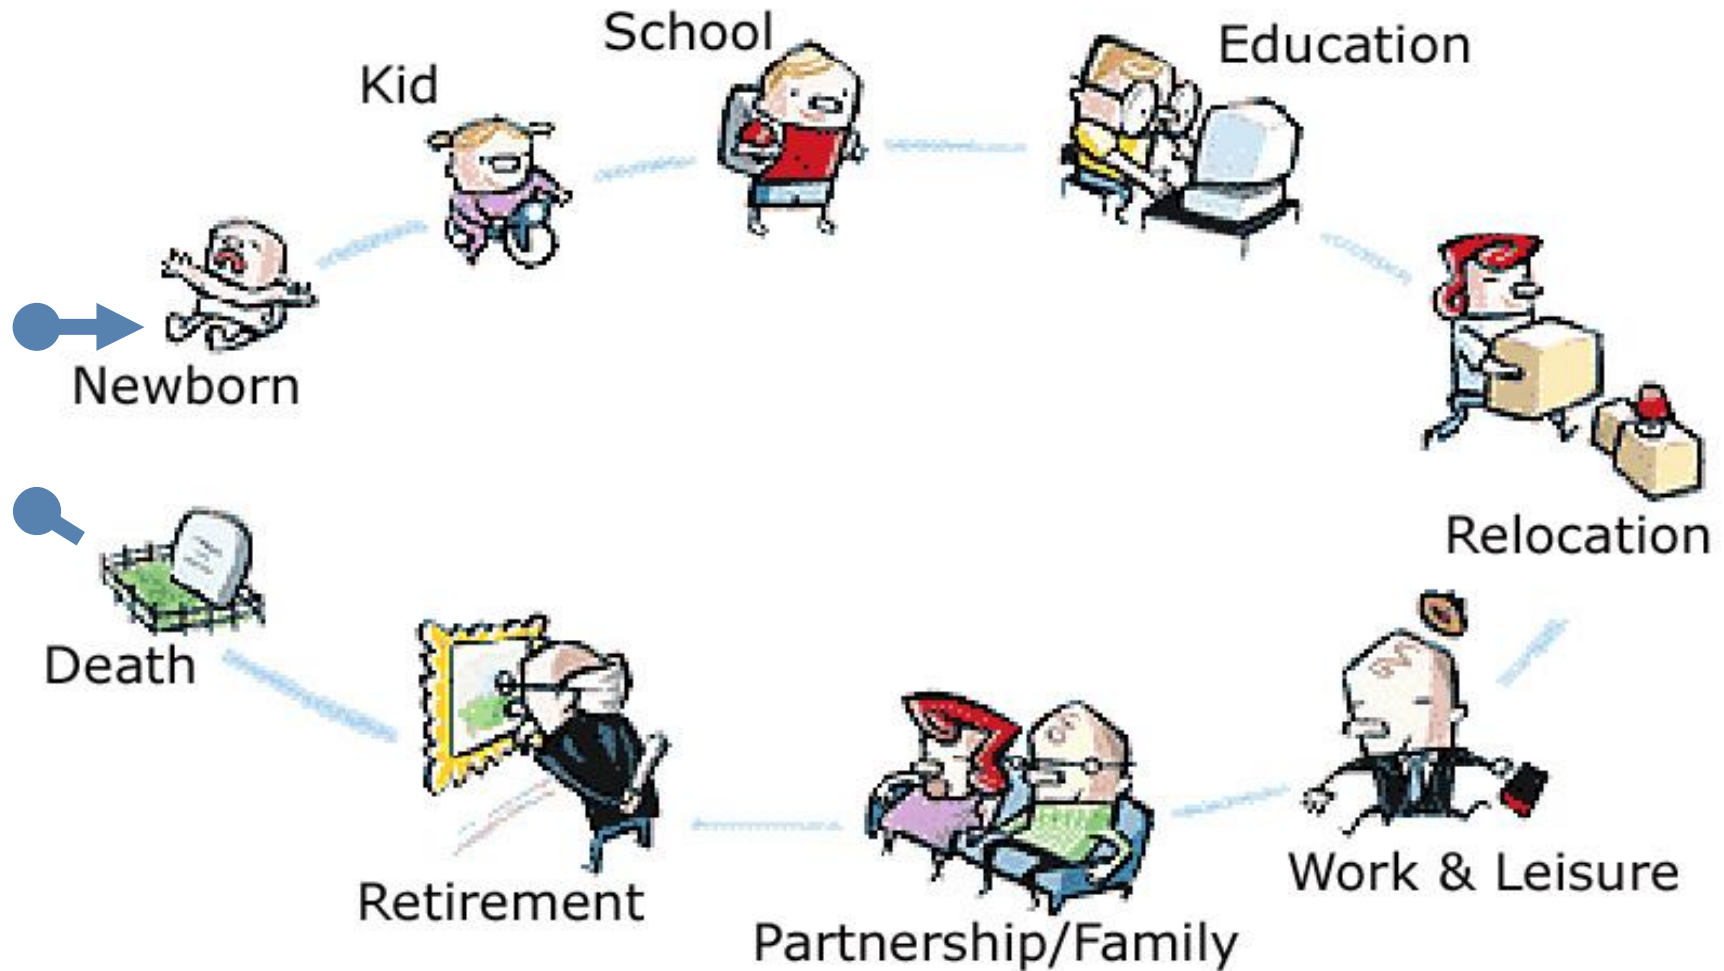 School
Education
Kid
Newborn
Relocation
Death
Work & Leisure
Retirement
Partnership/Family